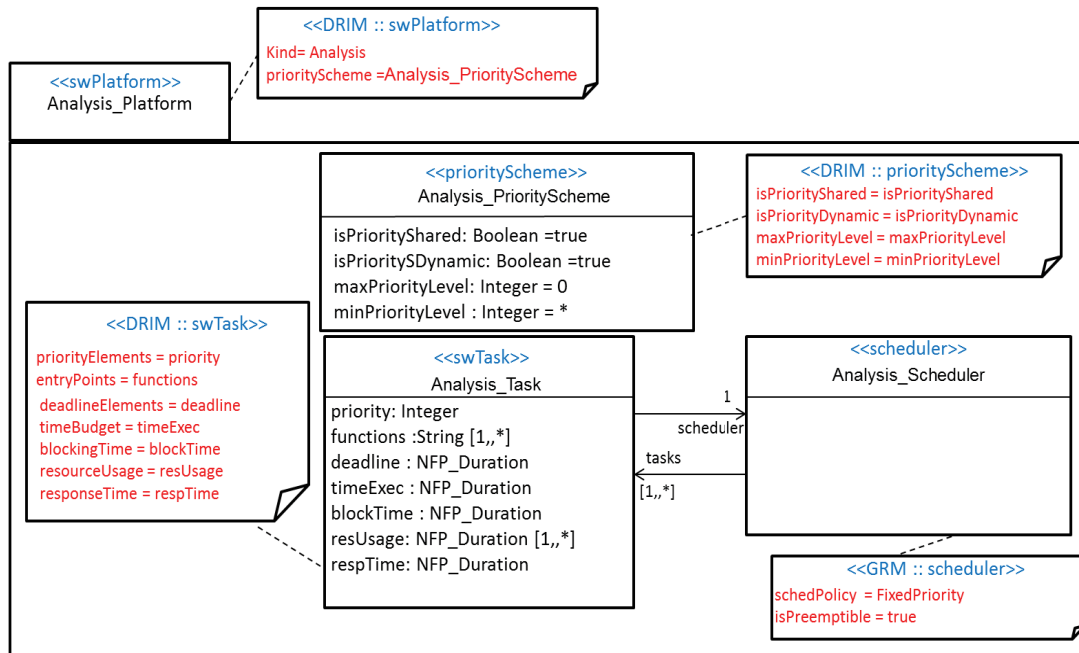 <<DRIM :: swPlatform>>
Kind= Analysis
priorityScheme =Analysis_PriorityScheme
<<swPlatform>>
Analysis_Platform
<<priorityScheme>>
Analysis_PriorityScheme
isPriorityShared: Boolean =true
isPrioritySDynamic: Boolean =true
maxPriorityLevel: Integer = 0
minPriorityLevel : Integer = *
<<DRIM :: priorityScheme>>
isPriorityShared = isPriorityShared
isPriorityDynamic = isPriorityDynamic
maxPriorityLevel = maxPriorityLevel
minPriorityLevel = minPriorityLevel
<<DRIM :: swTask>>
priorityElements = priority
entryPoints = functions
deadlineElements = deadline
timeBudget = timeExec
blockingTime = blockTime
resourceUsage = resUsage
responseTime = respTime
<<swTask>>
Analysis_Task
priority: Integer
functions :String [1,,*]
deadline : NFP_Duration
timeExec : NFP_Duration
blockTime : NFP_Duration
resUsage: NFP_Duration [1,,*]
respTime: NFP_Duration
1
scheduler
tasks
[1,,*]
<<scheduler>>
Analysis_Scheduler
<<GRM :: scheduler>>
schedPolicy = FixedPriority
isPreemptible = true